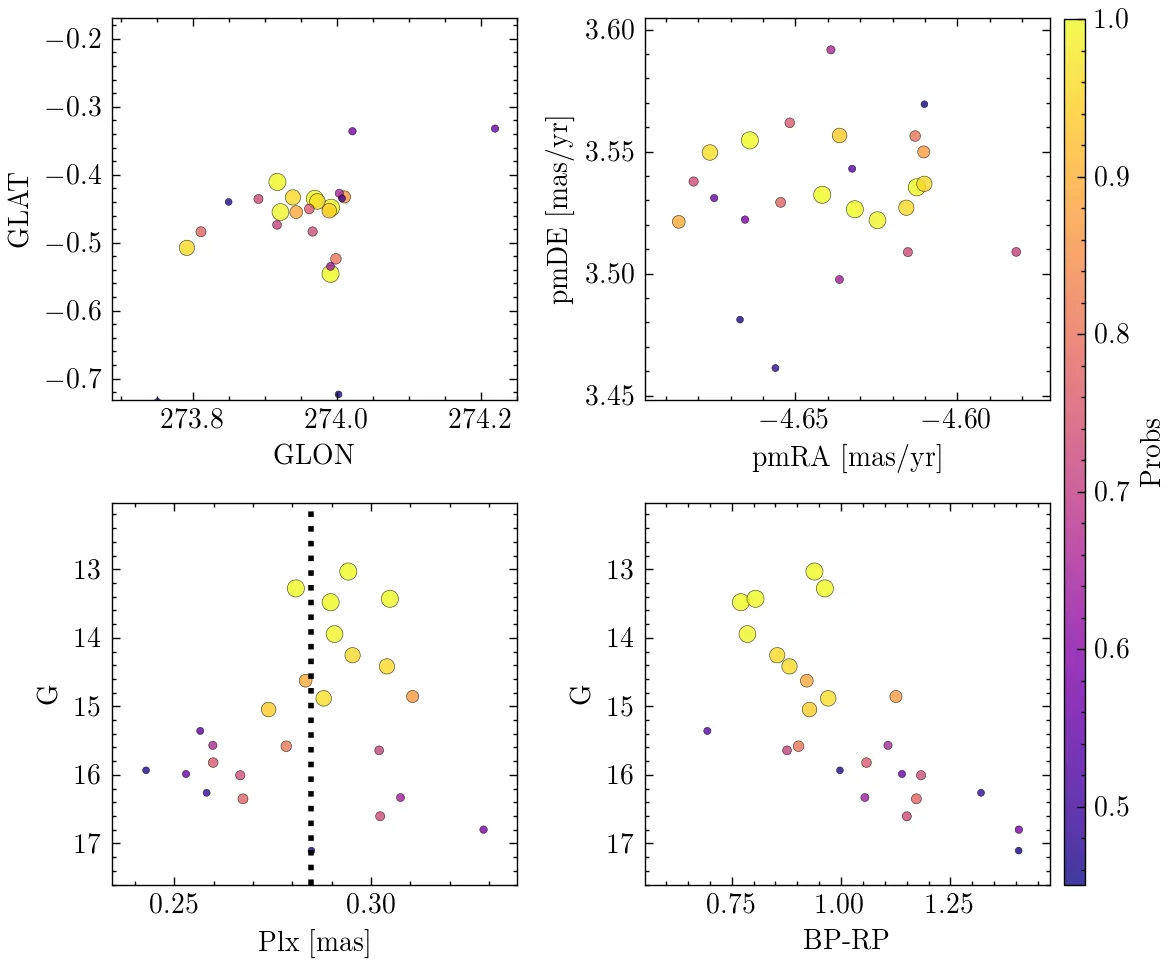 −0.2
−0.3
−0.4
−0.5
−0.6
−0.7
GLAT
273.8 274.0 274.2
GLON
3.60
3.55
3.50
3.45
pmDE [mas/yr]
−4.65 −4.60
pmRA [mas/yr]
13
14
15
16
17
G
0.25 0.30
Plx [mas]
13
14
15
16
17
G
0.75 1.00 1.25
BP-RP
1.0
0.9
0.8
0.7
0.6
0.5
Probs